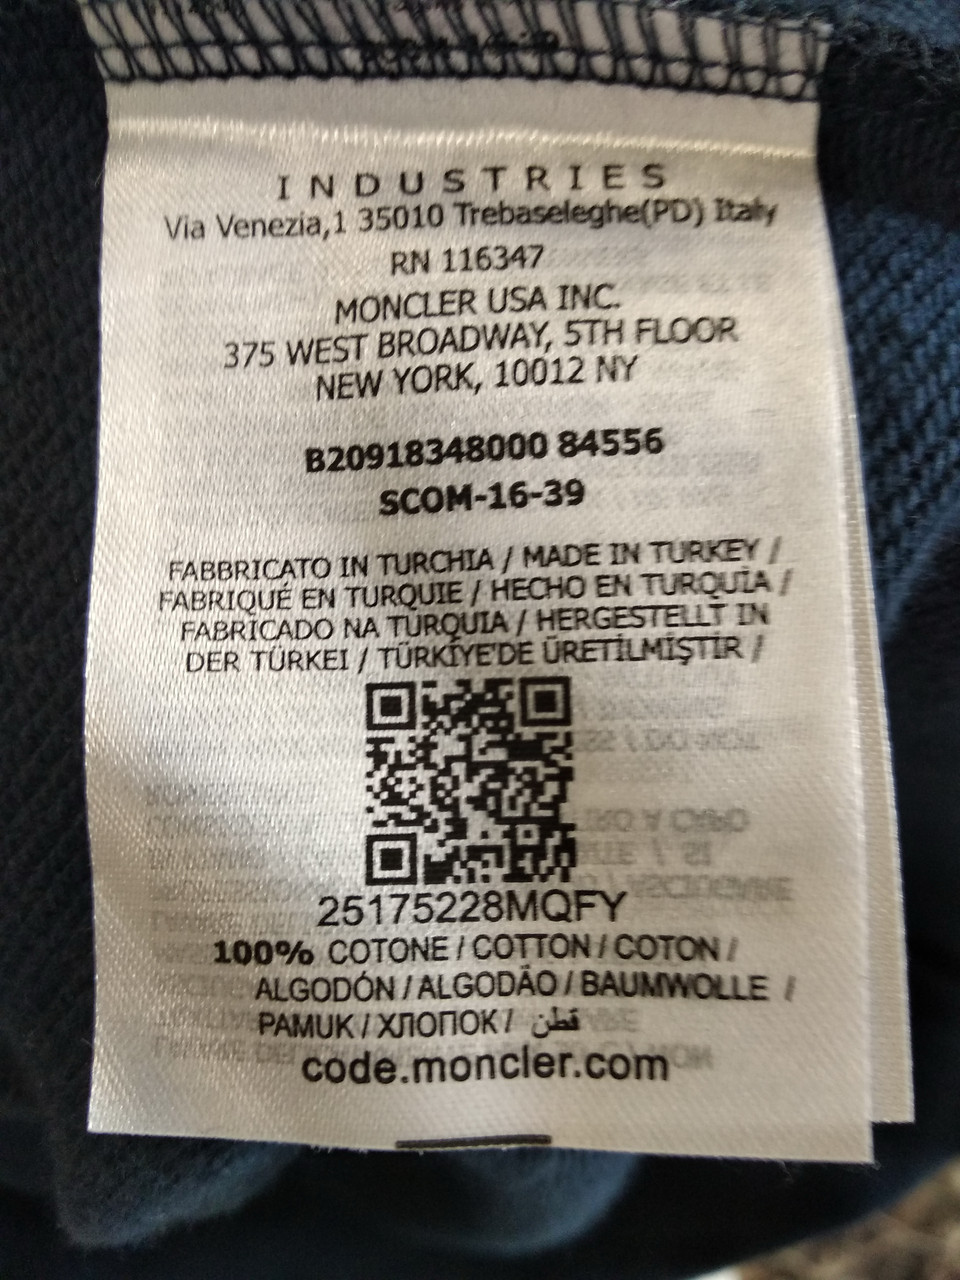 INDUSTRIES
Via Venezia,1 35010 Trebaseleghe(PD) Italy
RN 116347
MONCLER USA INC.
375 WEST BROADWAY, 5TH FLOOR
NEW YORK, 10012 NY
B20918348000 84556
SCOM-16-39
FABBRICATO IN TURCHIA / MADE IN TURKEY /
FABRIQUÉ EN TURQUIE / HECHO EN TURQUÍA /
FABRICADO NA TURQUIA / HERGESTELLT IN
DER TÜRKEI / TÜRKİYE'DE ÜRETİLMİŞTİR /
25175228MQFY
100% COTONE / COTTON / COTON /
ALGODÓN / ALGODÃO / BAUMWOLLE /
PAMUK / ХЛОПОК / قطن
code.moncler.com